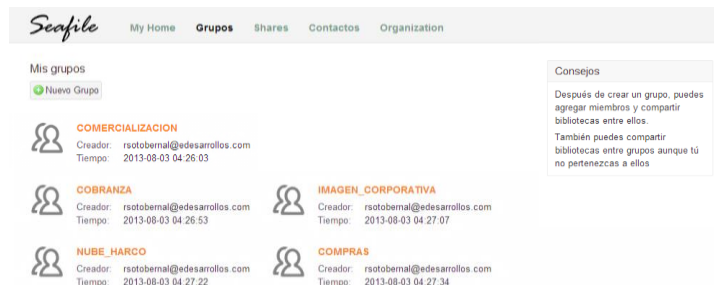 Seafile
My Home Grupos Shares Contactos Organization
Mis grupos
Nuevo Grupo
COMERCIALIZACION
Creador: rsotobernal@edesarrollos.com
Tiempo: 2013-08-03 04:26:03
COBRANZA
Creador: rsotobernal@edesarrollos.com
Tiempo: 2013-08-03 04:26:53
IMAGEN_CORPORATIVA
Creador: rsotobernal@edesarrollos.com
Tiempo: 2013-08-03 04:27:07
NUBE_HARCO
Creador: rsotobernal@edesarrollos.com
Tiempo: 2013-08-03 04:27:22
COMPRAS
Creador: rsotobernal@edesarrollos.com
Tiempo: 2013-08-03 04:27:34
Consejos
Después de crear un grupo, puedes
agregar miembros y compartir
bibliotecas entre ellos.
También puedes compartir
bibliotecas entre grupos aunque tú
no pertenezcas a ellos